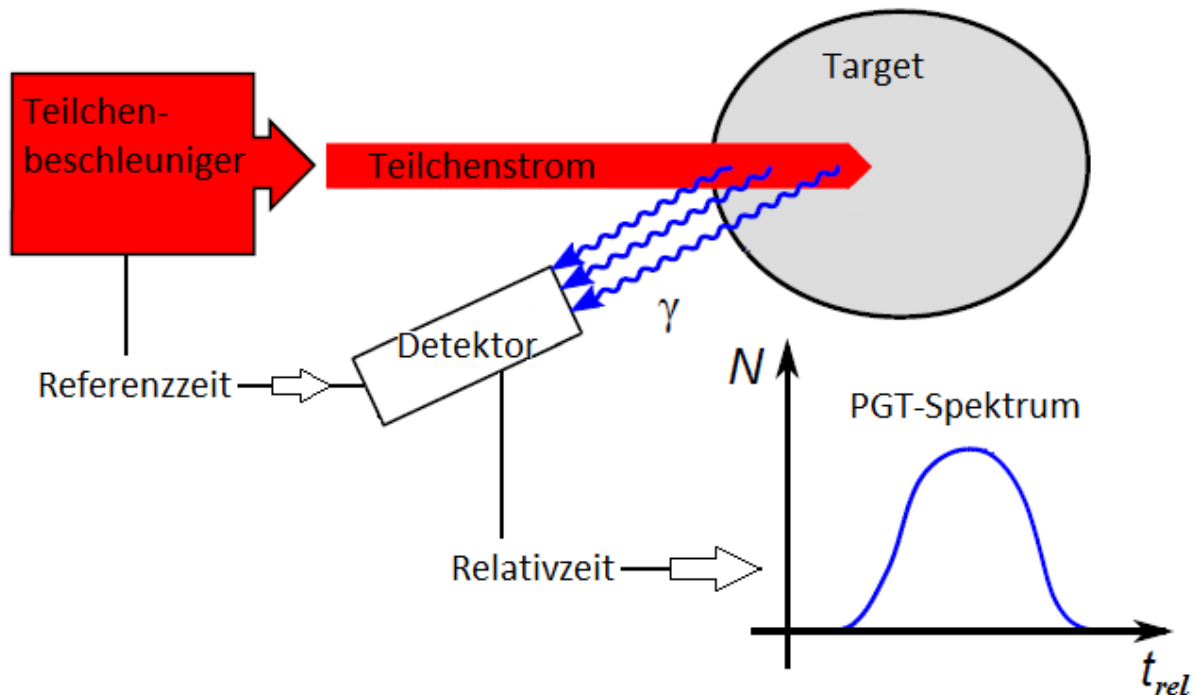 Teilchen-
beschleuniger
Teilchenstrom
Target
γ
Detektor
Referenzzeit
N
PGT-Spektrum
Relativzeit
t_rel